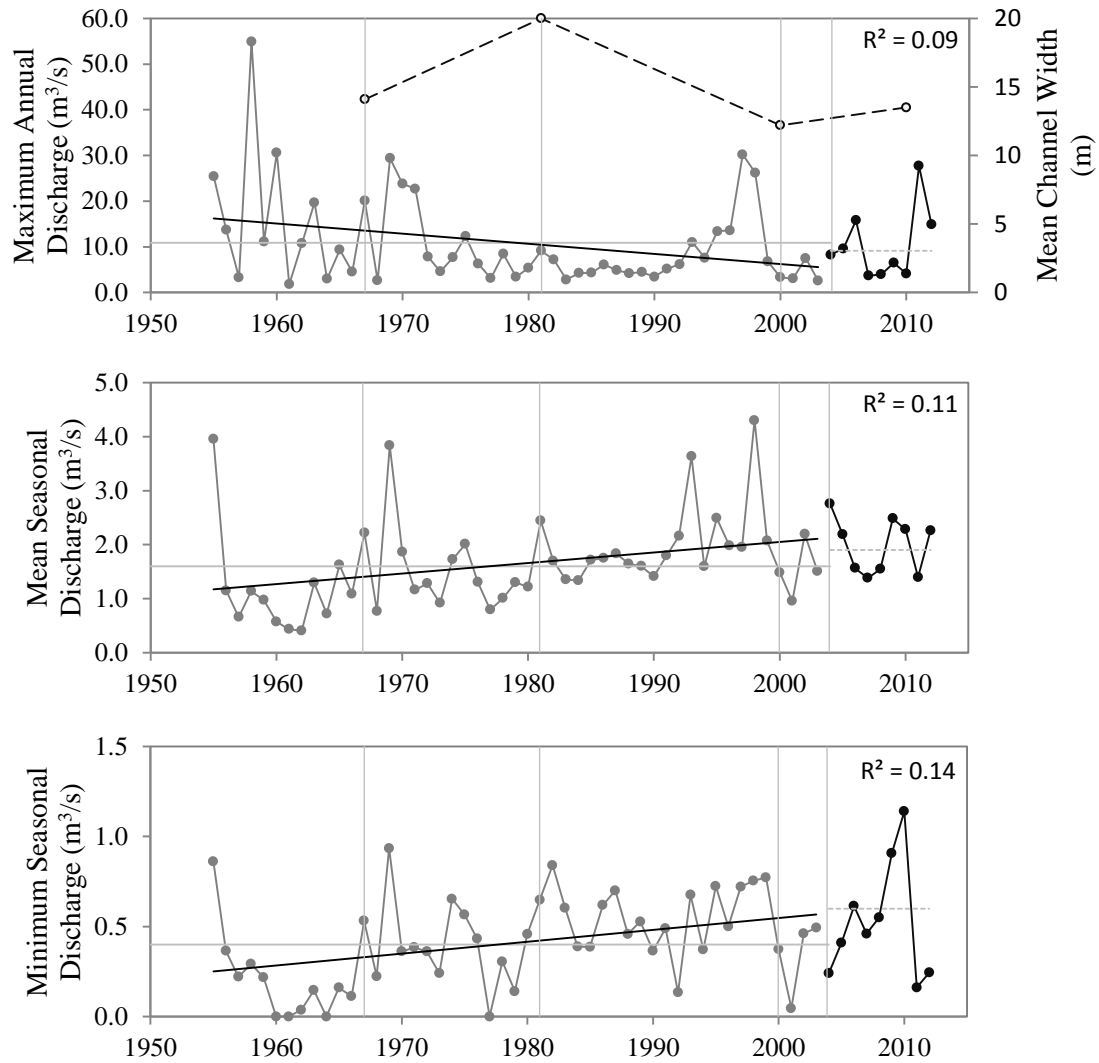 Maximum Annual
Discharge (m³/s)
60.0
50.0
40.0
30.0
20.0
10.0
0.0
R² = 0.09
20
15
10
5
0
Mean Channel Width
(m)
1950 1960 1970 1980 1990 2000 2010
Mean Seasonal
Discharge (m³/s)
5.0
4.0
3.0
2.0
1.0
0.0
R² = 0.11
1950 1960 1970 1980 1990 2000 2010
Minimum Seasonal
Discharge (m³/s)
1.5
1.0
0.5
0.0
R² = 0.14
1950 1960 1970 1980 1990 2000 2010